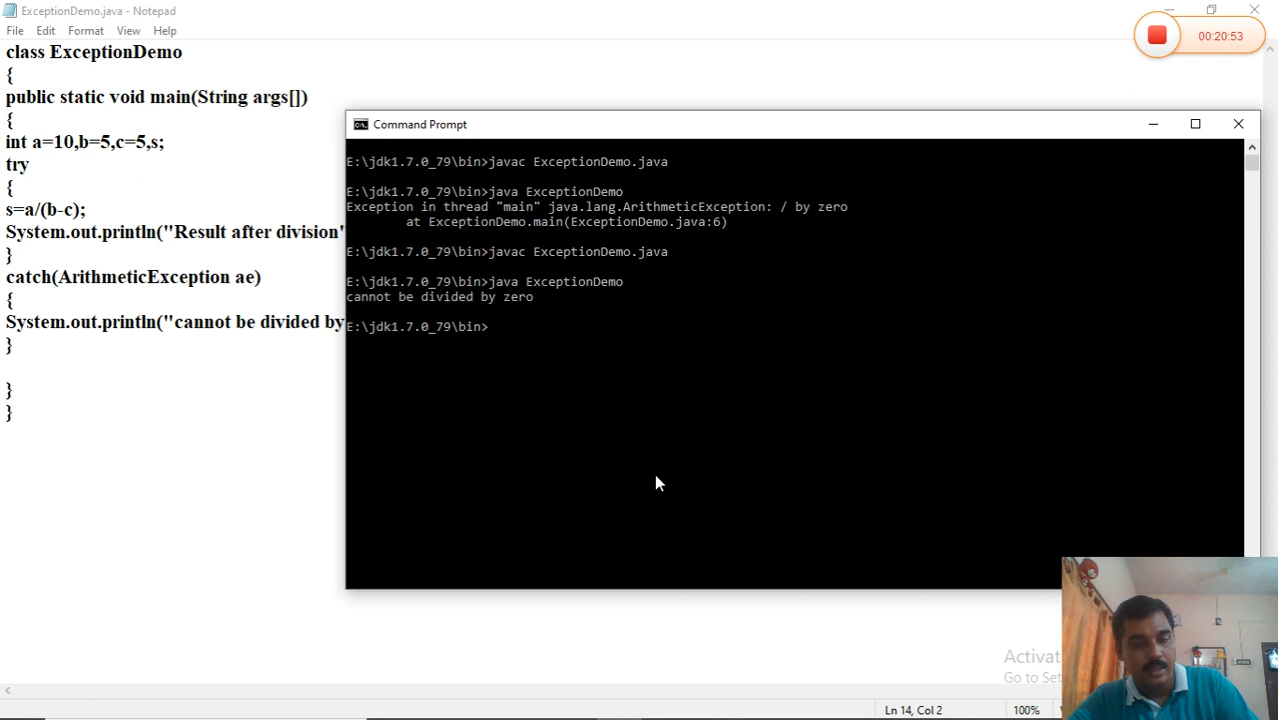 ExceptionDemo.java - Notepad
File Edit Format View Help
00:20:53
class ExceptionDemo
{
public static void main(String args[])
{
int a=10,b=5,c=5,s;
try
{
s=a/(b-c);
System.out.println("Result after division"
}
catch(ArithmeticException ae)
{
System.out.println("cannot be divided by
}
}
}
Command Prompt
E:\jdk1.7.0_79\bin>javac ExceptionDemo.java
E:\jdk1.7.0_79\bin>java ExceptionDemo
Exception in thread "main" java.lang.ArithmeticException: / by zero
at ExceptionDemo.main(ExceptionDemo.java:6)
E:\jdk1.7.0_79\bin>javac ExceptionDemo.java
E:\jdk1.7.0_79\bin>java ExceptionDemo
cannot be divided by zero
E:\jdk1.7.0_79\bin>
Go to
Ln 14, Col 2 100%